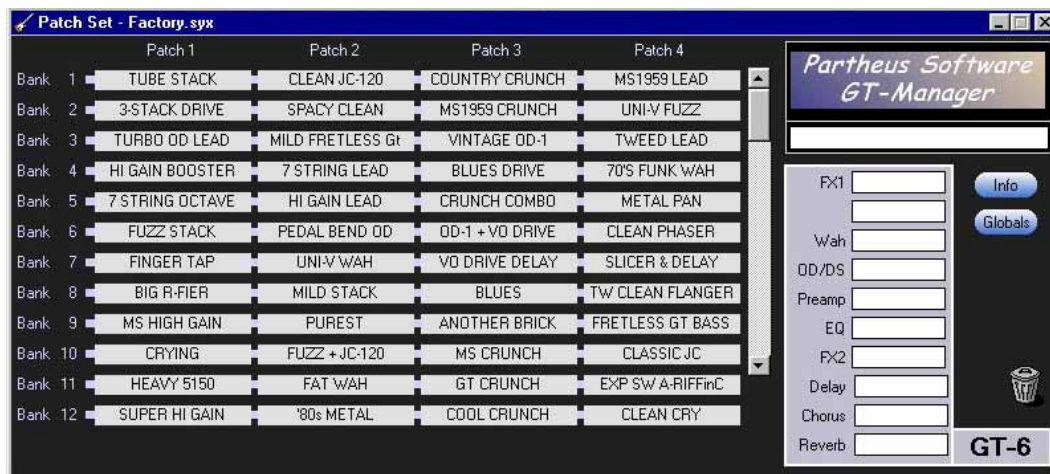 Patch Set - Factory.syx
Patch 1 Patch 2 Patch 3 Patch 4
Bank 1 TUBE STACK CLEAN JC-120 COUNTRY CRUNCH MS1959 LEAD
Bank 2 3-STACK DRIVE SPACY CLEAN MS1959 CRUNCH UNI-V FUZZ
Bank 3 TURBO OD LEAD MILD FRETLESS Gt VINTAGE OD-1 TWEED LEAD
Bank 4 HI GAIN BOOSTER 7 STRING LEAD BLUES DRIVE 70'S FUNK WAH
Bank 5 7 STRING OCTAVE HI GAIN LEAD CRUNCH COMBO METAL PAN
Bank 6 FUZZ STACK PEDAL BEND OD OD-1 + VO DRIVE CLEAN PHASER
Bank 7 FINGER TAP UNI-V WAH VO DRIVE DELAY SLICER & DELAY
Bank 8 BIG R-FIER MILD STACK BLUES TW CLEAN FLANGER
Bank 9 MS HIGH GAIN PUREST ANOTHER BRICK FRETLESS GT BASS
Bank 10 CRYING FUZZ + JC-120 MS CRUNCH CLASSIC JC
Bank 11 HEAVY 5150 FAT WAH GT CRUNCH EXP SW A-RIFFinC
Bank 12 SUPER HI GAIN '80s METAL COOL CRUNCH CLEAN CRY
Partheus Software
GT-Manager
FX1
Wah
OD/DS
Preamp
EQ
FX2
Delay
Chorus
Reverb
Info
Globals
GT-6